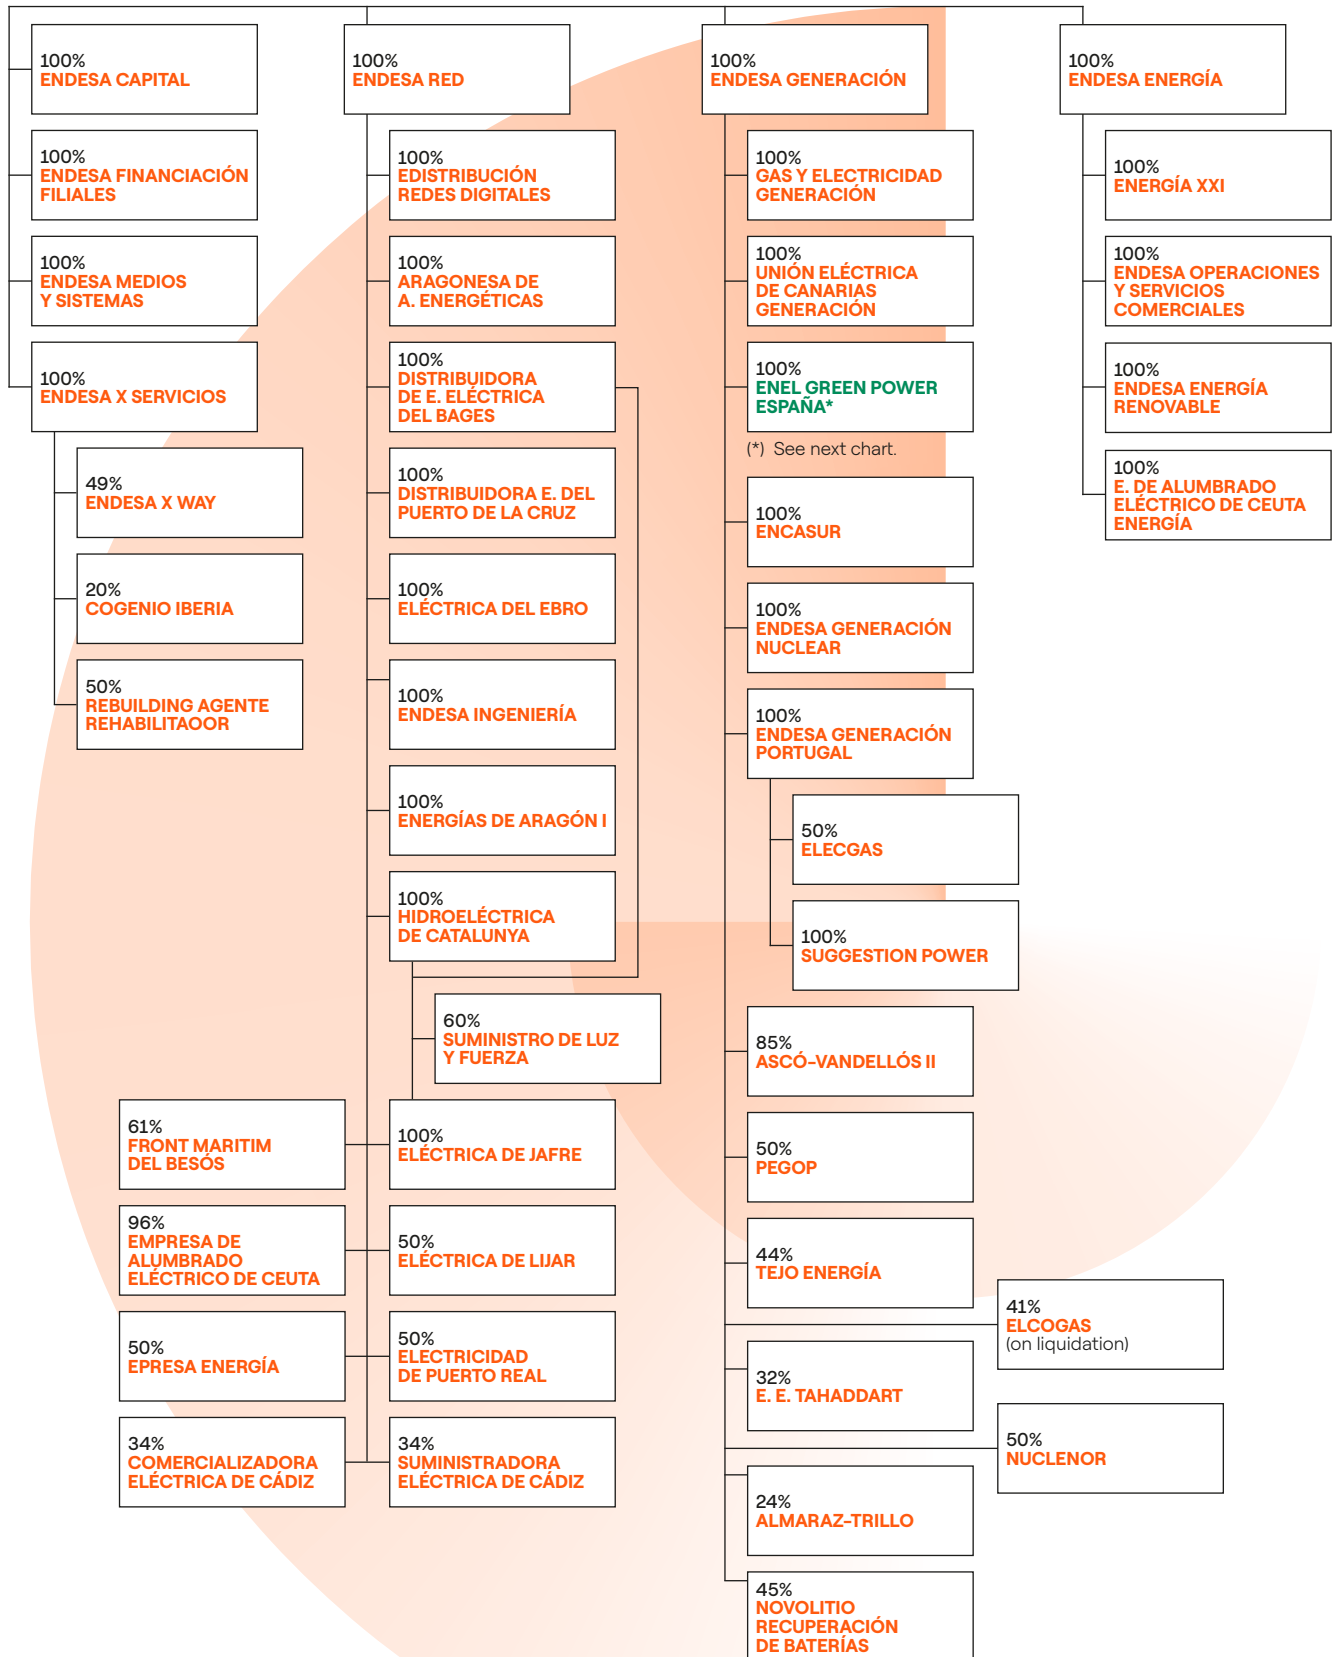 100%
ENDESA CAPITAL
100%
ENDESA FINANCIACIÓN
FILIALES
100%
ENDESA MEDIOS
Y SISTEMAS
100%
ENDESA X SERVICIOS
49%
ENDESA X WAY
20%
COGENIO IBERIA
50%
REBUILDING AGENTE
REHABILITAOOR
100%
ENDESA RED
100%
EDISTRIBUCIÓN
REDES DIGITALES
100%
ARAGONESA DE
A. ENERGÉTICAS
100%
DISTRIBUIDORA
DE E. ELÉCTRICA
DEL BAGES
100%
DISTRIBUIDORA E. DEL
PUERTO DE LA CRUZ
100%
ELÉCTRICA DEL EBRO
100%
ENDESA INGENIERÍA
100%
ENERGÍAS DE ARAGÓN I
100%
HIDROELÉCTRICA
DE CATALUNYA
60%
SUMINISTRO DE LUZ
Y FUERZA
61%
FRONT MARITIM
DEL BESÓS
100%
ELÉCTRICA DE JAFRE
96%
EMPRESA DE
ALUMBRADO
ELÉCTRICO DE CEUTA
50%
ELÉCTRICA DE LIJAR
50%
EPRESA ENERGÍA
50%
ELECTRICIDAD
DE PUERTO REAL
34%
COMERCIALIZADORA
ELÉCTRICA DE CÁDIZ
34%
SUMINISTRADORA
ELÉCTRICA DE CÁDIZ
100%
ENDESA GENERACIÓN
100%
GAS Y ELECTRICIDAD
GENERACIÓN
100%
UNIÓN ELÉCTRICA
DE CANARIAS
GENERACIÓN
100%
ENEL GREEN POWER
ESPAÑA*
(*) See next chart.
100%
ENCASUR
100%
ENDESA GENERACIÓN
NUCLEAR
100%
ENDESA GENERACIÓN
PORTUGAL
50%
ELECGAS
100%
SUGGESTION POWER
85%
ASCÓ-VANDELLÓS II
50%
PEGOP
44%
TEJO ENERGÍA
41%
ELCOGAS
(on liquidation)
32%
E. E. TAHADDART
50%
NUCLENOR
24%
ALMARAZ-TRILLO
45%
NOVOLITIO
RECUPERACIÓN
DE BATERÍAS
100%
ENDESA ENERGÍA
100%
ENERGÍA XXI
100%
ENDESA OPERACIONES
Y SERVICIOS
COMERCIALES
100%
ENDESA ENERGÍA
RENOVABLE
100%
E. DE ALUMBRADO
ELÉCTRICO DE CEUTA
ENERGÍA